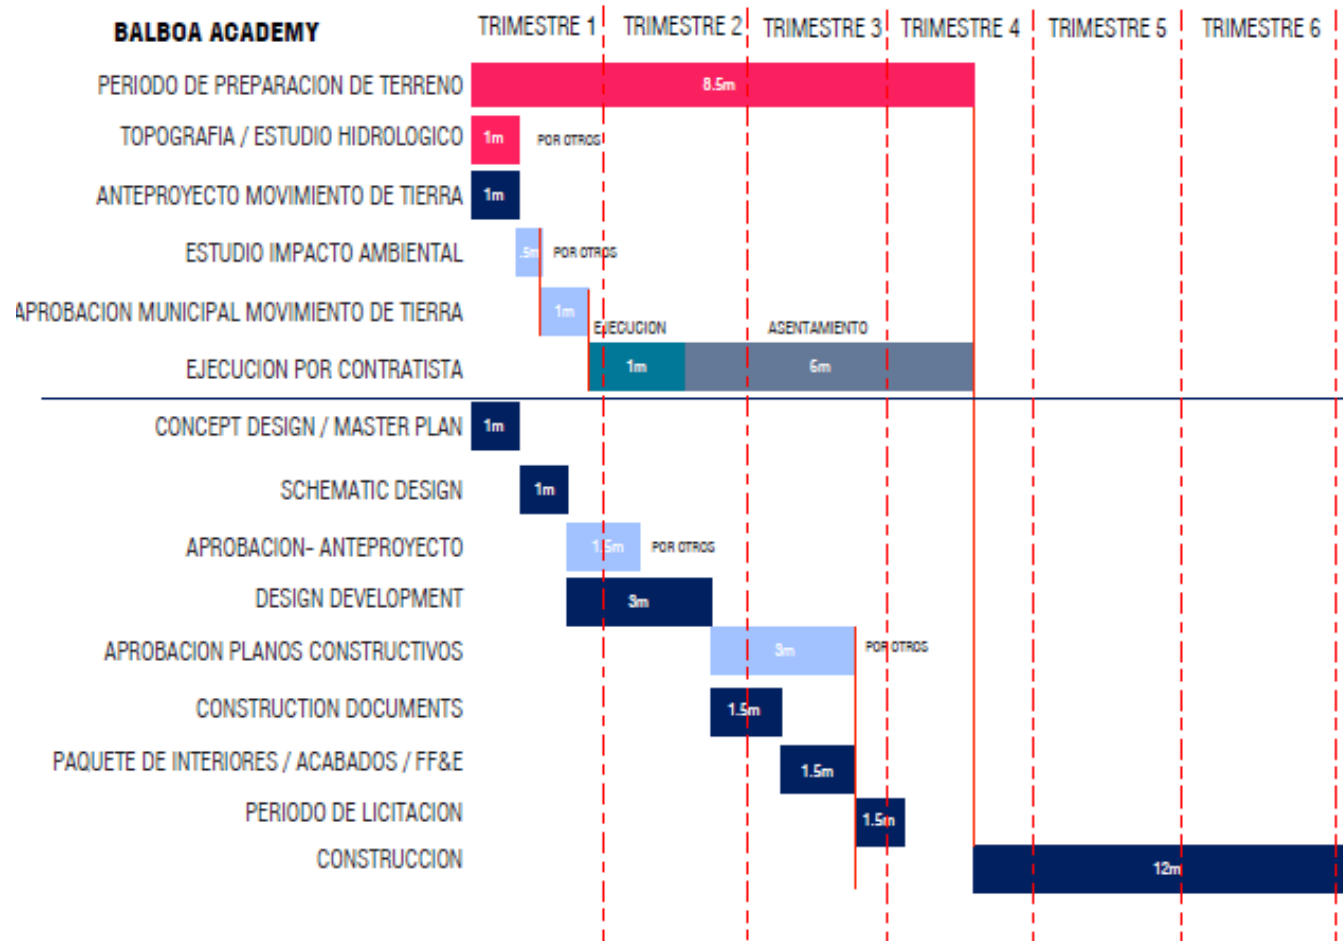 BALBOA ACADEMY
TRIMESTRE 1 TRIMESTRE 2 TRIMESTRE 3 TRIMESTRE 4 TRIMESTRE 5 TRIMESTRE 6
PERIODO DE PREPARACION DE TERRENO 8.5m
TOPOGRAFIA / ESTUDIO HIDROLOGICO 1m POR OTROS
ANTEPROYECTO MOVIMIENTO DE TIERRA 1m
ESTUDIO IMPACTO AMBIENTAL .5m POR OTROS
APROBACION MUNICIPAL MOVIMIENTO DE TIERRA 1m
EJECUCION ASENTAMIENTO
EJECUCION POR CONTRATISTA 1m 6m
CONCEPT DESIGN / MASTER PLAN 1m
SCHEMATIC DESIGN 1m
APROBACION- ANTEPROYECTO 1.5m POR OTROS
DESIGN DEVELOPMENT 3m
APROBACION PLANOS CONSTRUCTIVOS 3m POR OTROS
CONSTRUCTION DOCUMENTS 1.5m
PAQUETE DE INTERIORES / ACABADOS / FF&E 1.5m
PERIODO DE LICITACION 1.5m
CONSTRUCCION 12m